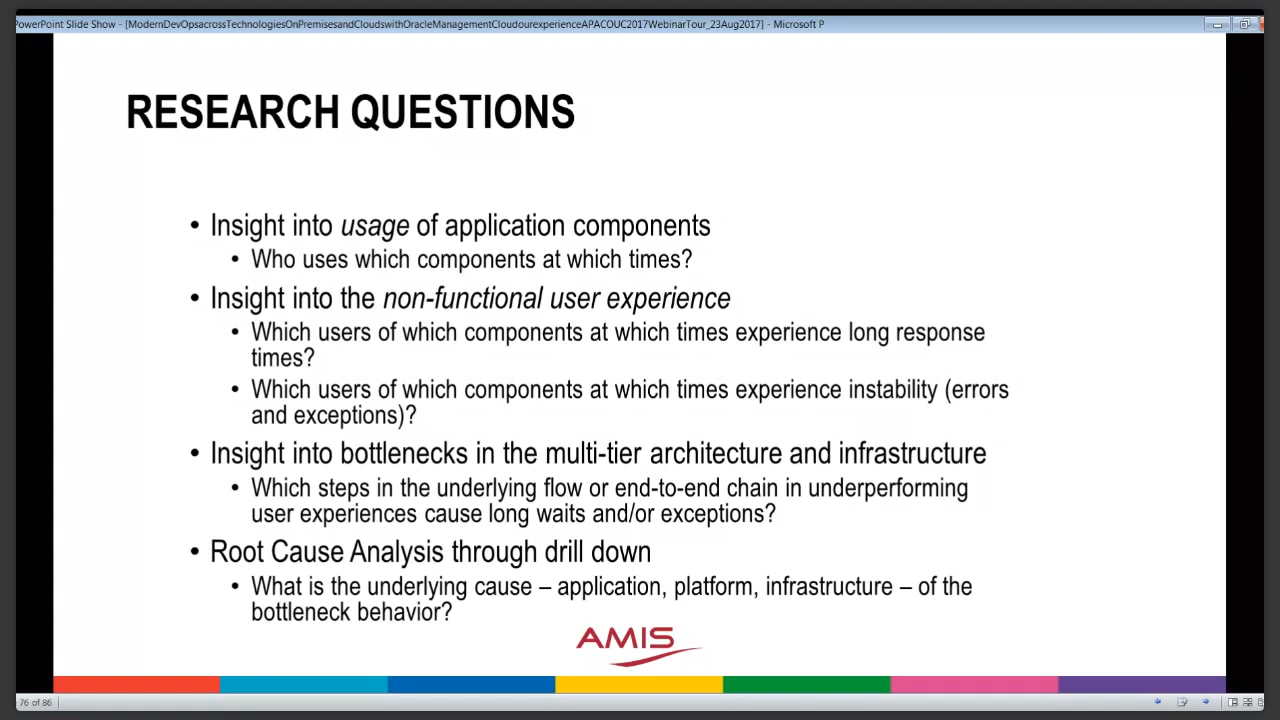 PowerPoint Slide Show - [ModernDevOpsacrossTechnologiesOnPremisesandCloudswithOracleManagementCloudourexperienceAPACOUC2017WebinarTour_23Aug2017] - Microsoft P
RESEARCH QUESTIONS
• Insight into usage of application components
• Who uses which components at which times?
• Insight into the non-functional user experience
• Which users of which components at which times experience long response
times?
• Which users of which components at which times experience instability (errors
and exceptions)?
• Insight into bottlenecks in the multi-tier architecture and infrastructure
• Which steps in the underlying flow or end-to-end chain in underperforming
user experiences cause long waits and/or exceptions?
• Root Cause Analysis through drill down
• What is the underlying cause – application, platform, infrastructure – of the
bottleneck behavior?
AMIS
76 of 86